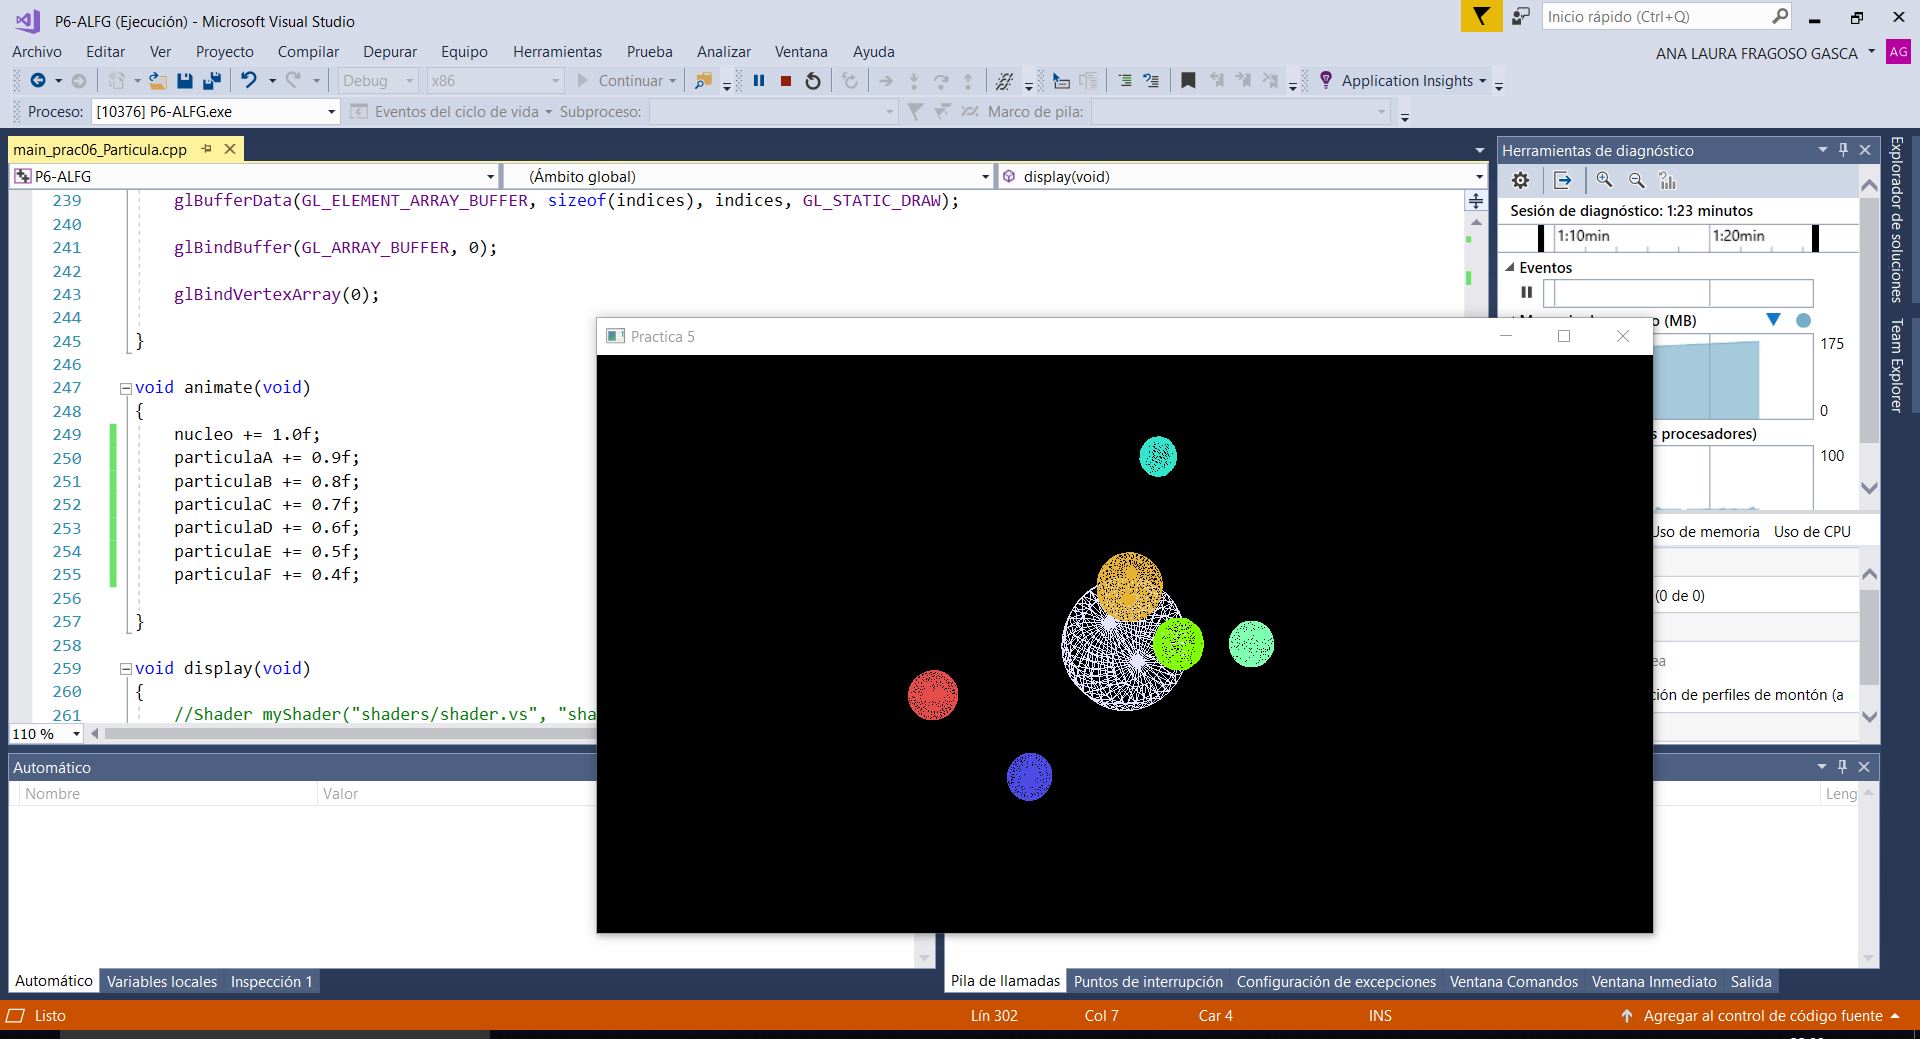 P6-ALFG (Ejecución) - Microsoft Visual Studio
Inicio rápido (Ctrl+Q)
Archivo Editar Ver Proyecto Compilar Depurar Equipo Herramientas Prueba Analizar Ventana Ayuda
ANA LAURA FRAGOSO GASCA AG
Debug x86 Continuar Application Insights
Proceso: [10376] P6-ALFG.exe Eventos del ciclo de vida Subproceso: Marco de pila:
main_prac06_Particula.cpp
P6-ALFG (Ámbito global) display(void)
239 glBufferData(GL_ELEMENT_ARRAY_BUFFER, sizeof(indices), indices, GL_STATIC_DRAW);
240
241 glBindBuffer(GL_ARRAY_BUFFER, 0);
242
243 glBindVertexArray(0);
244
245 }
246
247 void animate(void)
248 {
249 nucleo += 1.0f;
250 particulaA += 0.9f;
251 particulaB += 0.8f;
252 particulaC += 0.7f;
253 particulaD += 0.6f;
254 particulaE += 0.5f;
255 particulaF += 0.4f;
256
257 }
258
259 void display(void)
260 {
261 //Shader myShader("shaders/shader.vs", "sha
110 %
Practica 5
Herramientas de diagnóstico
Sesión de diagnóstico: 1:23 minutos
1:10min 1:20min
Eventos
o (MB)
175
0
s procesadores)
100
Uso de memoria Uso de CPU
(0 de 0)
ea
ción de perfiles de montón (a
Explorador de soluciones
Team Explorer
Automático
Nombre Valor
Leng
Automático Variables locales Inspección 1
Pila de llamadas Puntos de interrupción Configuración de excepciones Ventana Comandos Ventana Inmediato Salida
Listo Lín 302 Col 7 Car 4 INS Agregar al control de código fuente